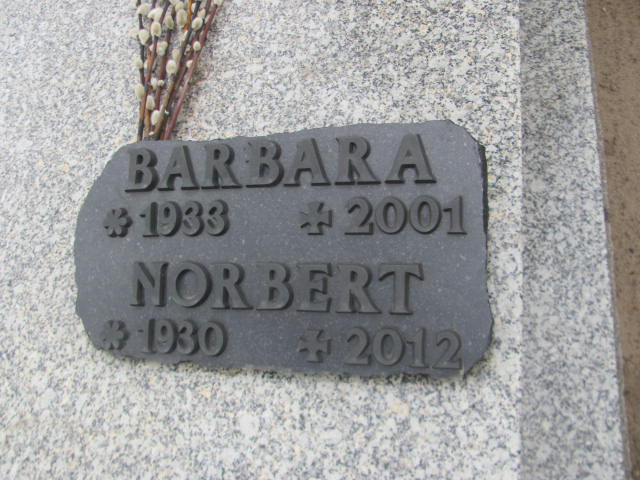 BARBARA
* 1933 ✠ 2001
NORBERT
* 1930 ✠ 2012